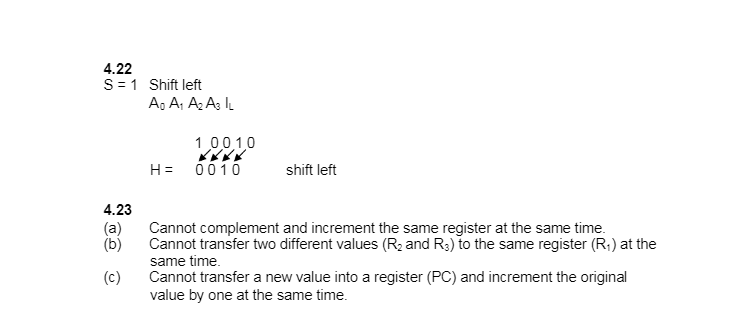 4.22
S = 1 Shift left
A₀ A₁ A₂ A₃ I_L
1 0 0 1 0
H = 0 0 1 0 shift left
4.23
(a) Cannot complement and increment the same register at the same time.
(b) Cannot transfer two different values (R₂ and R₃) to the same register (R₁) at the
same time.
(c) Cannot transfer a new value into a register (PC) and increment the original
value by one at the same time.